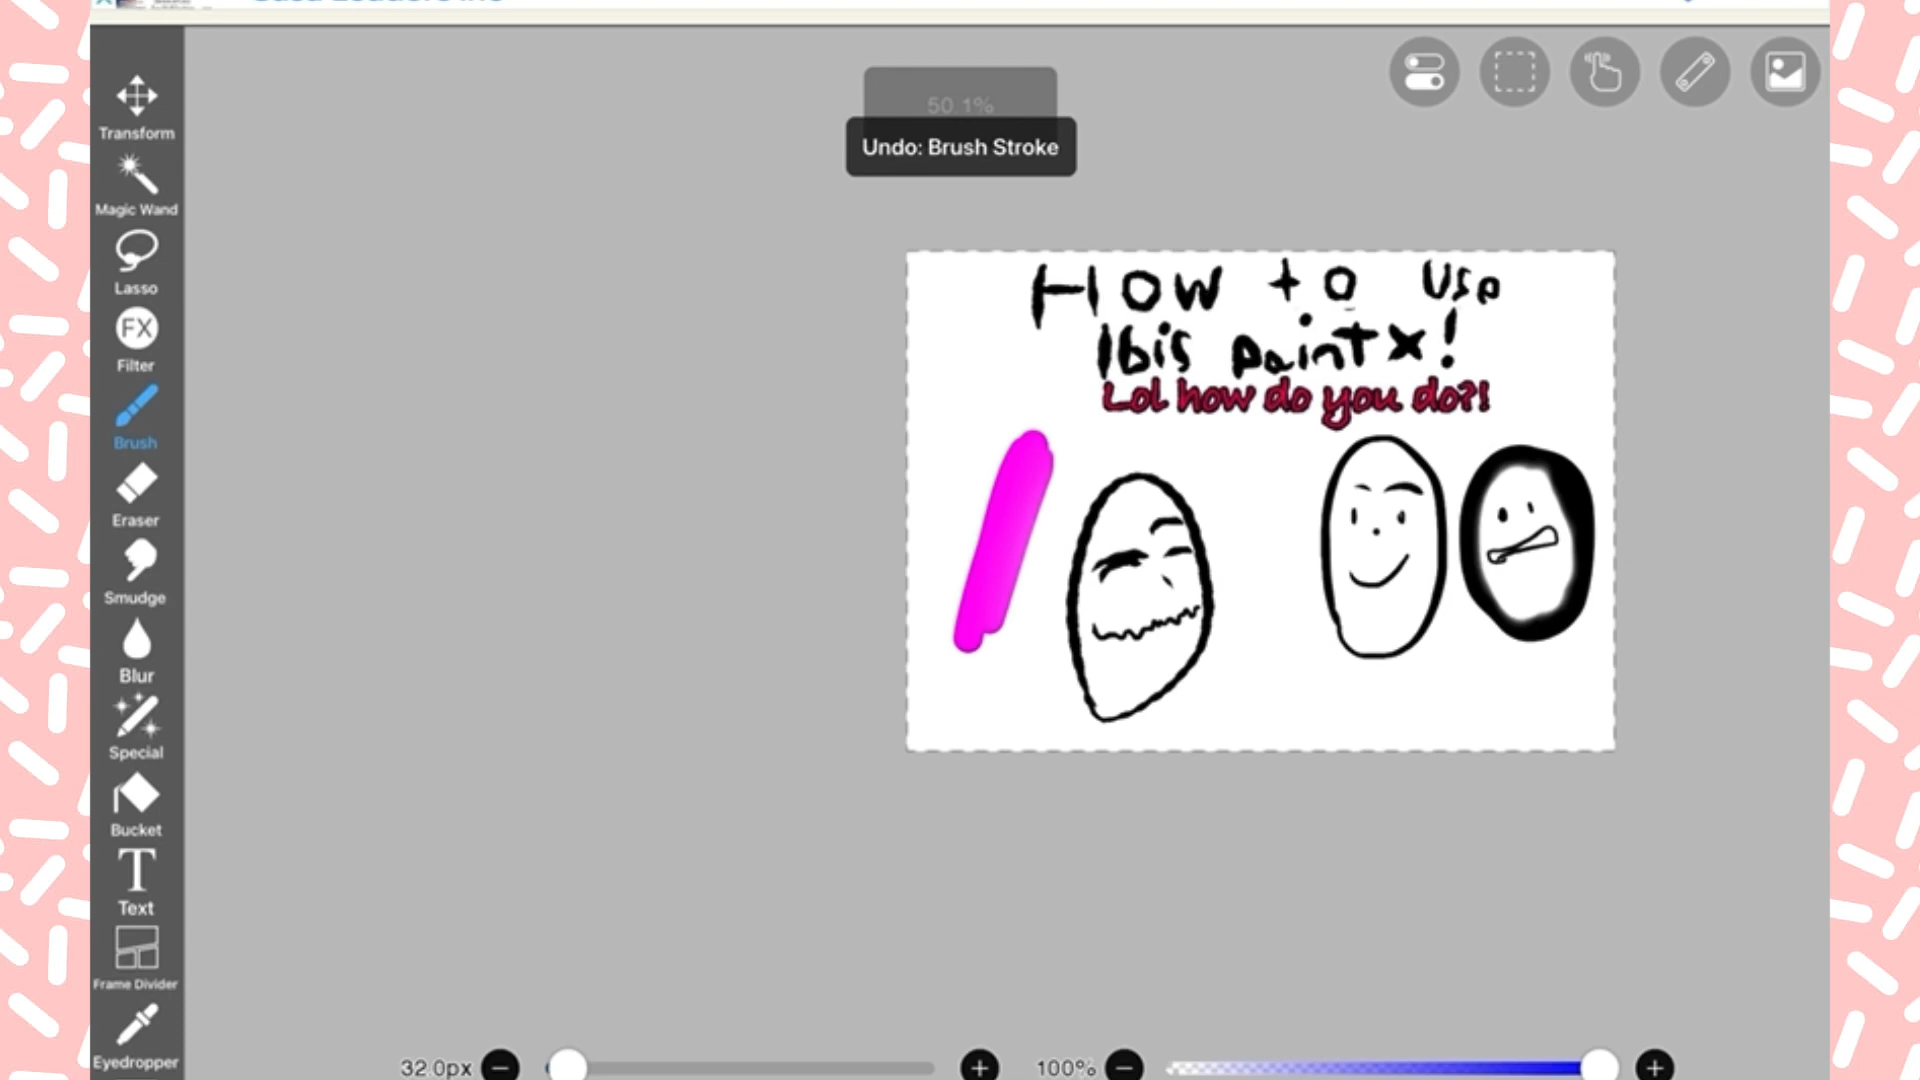 50.1%
Undo: Brush Stroke
Transform
Magic Wand
Lasso
FX
Filter
Brush
Eraser
Smudge
Blur
Special
Bucket
T
Text
Frame Divider
Eyedropper
How to Use
Ibis paint x!
Lol how do you do?!
32.0px
100%